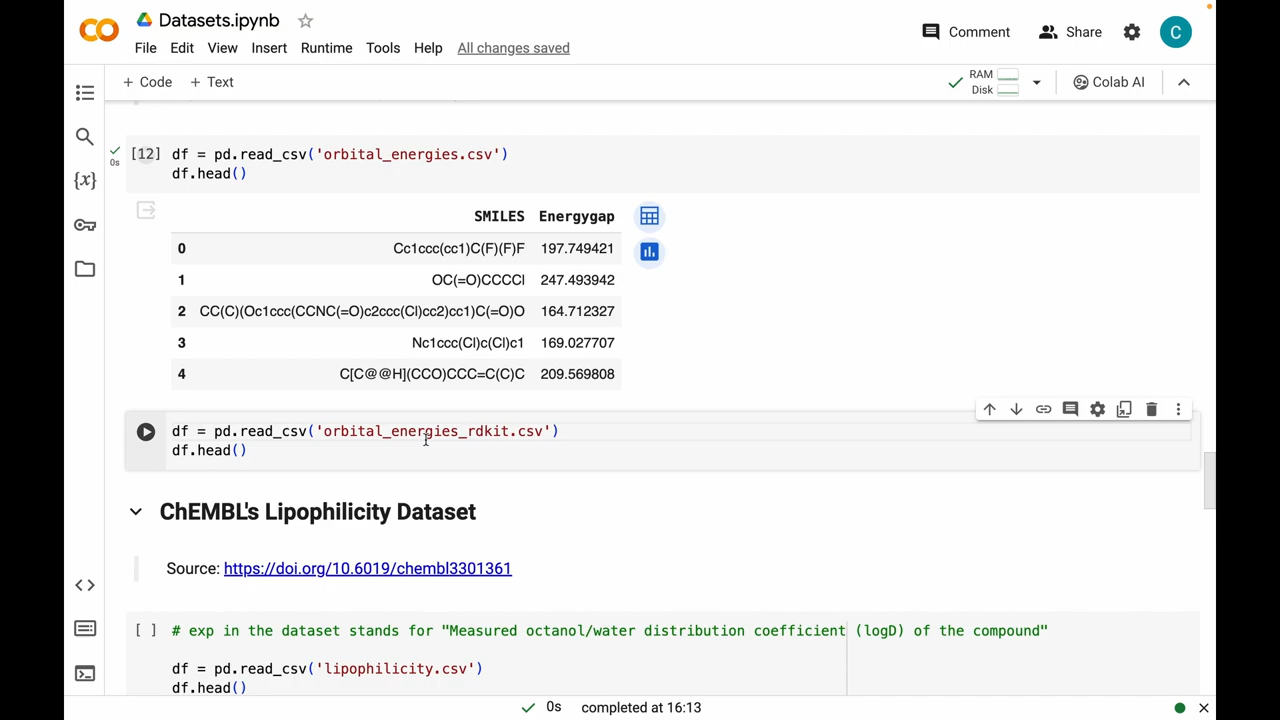 Datasets.ipynb
File Edit View Insert Runtime Tools Help All changes saved
Comment Share C
+ Code + Text
RAM
Disk
Colab AI
[12] df = pd.read_csv('orbital_energies.csv')
df.head()
0s
SMILES Energygap
0 Cc1ccc(cc1)C(F)(F)F 197.749421
1 OC(=O)CCCCl 247.493942
2 CC(C)(Oc1ccc(CCNC(=O)c2ccc(Cl)cc2)cc1)C(=O)O 164.712327
3 Nc1ccc(Cl)c(Cl)c1 169.027707
4 C[C@@H](CCO)CCC=C(C)C 209.569808
df = pd.read_csv('orbital_energies_rdkit.csv')
df.head()
ChEMBL's Lipophilicity Dataset
Source: https://doi.org/10.6019/chembl3301361
[ ] # exp in the dataset stands for "Measured octanol/water distribution coefficient (logD) of the compound"
df = pd.read_csv('lipophilicity.csv')
df.head()
0s completed at 16:13